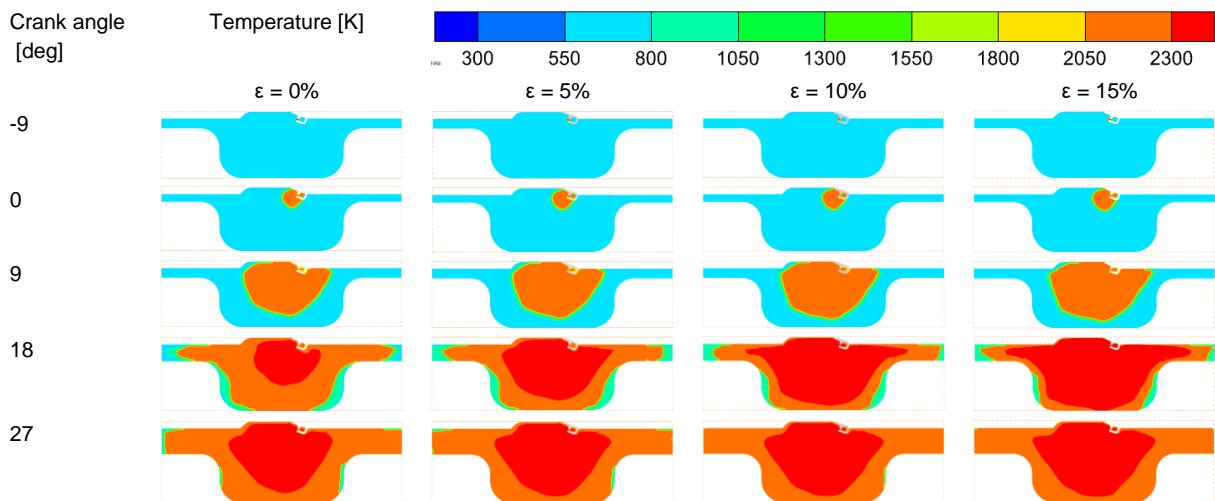 Crank angle Temperature [K]
[deg]
300 550 800 1050 1300 1550 1800 2050 2300
ε = 0% ε = 5% ε = 10% ε = 15%
-9
0
9
18
27